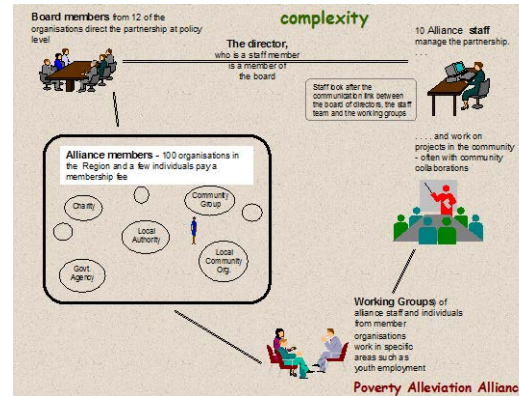 Board members from 12 of the
organisations direct the partnership at policy
level
complexity
The director,
who is a staff member
is a member of
the board
10 Alliance staff
manage the partnership.
. . . .
Staff look after the
communication link between
the board of directors, the staff
team and the working groups
. . . . and work on
projects in the community
- often with community
collaborations
Alliance members - 100 organisations in
the Region and a few individuals pay a
membership fee
Charity
Community
Group
Local
Authority
Local
Community
Org.
Govt.
Agency
Working Groups) of
alliance staff and individuals
from member
organisations
work in specific
areas such as
youth employment
Poverty Alleviation Allianc